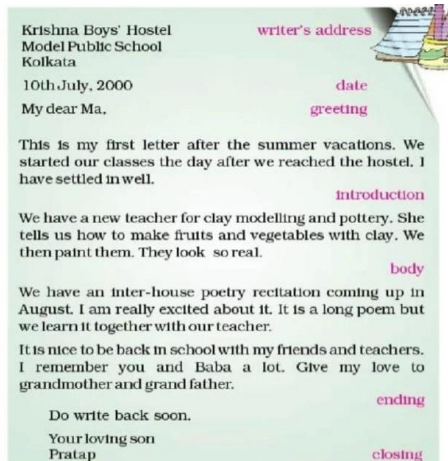 Krishna Boys' Hostel writer's address
Model Public School
Kolkata
10th July, 2000 date
My dear Ma, greeting
This is my first letter after the summer vacations. We
started our classes the day after we reached the hostel. I
have settled in well.
introduction
We have a new teacher for clay modelling and pottery. She
tells us how to make fruits and vegetables with clay. We
then paint them. They look so real.
body
We have an inter-house poetry recitation coming up in
August. I am really excited about it. It is a long poem but
we learn it together with our teacher.
It is nice to be back in school with my friends and teachers.
I remember you and Baba a lot. Give my love to
grandmother and grand father.
ending
Do write back soon.
Your loving son
Pratap closing